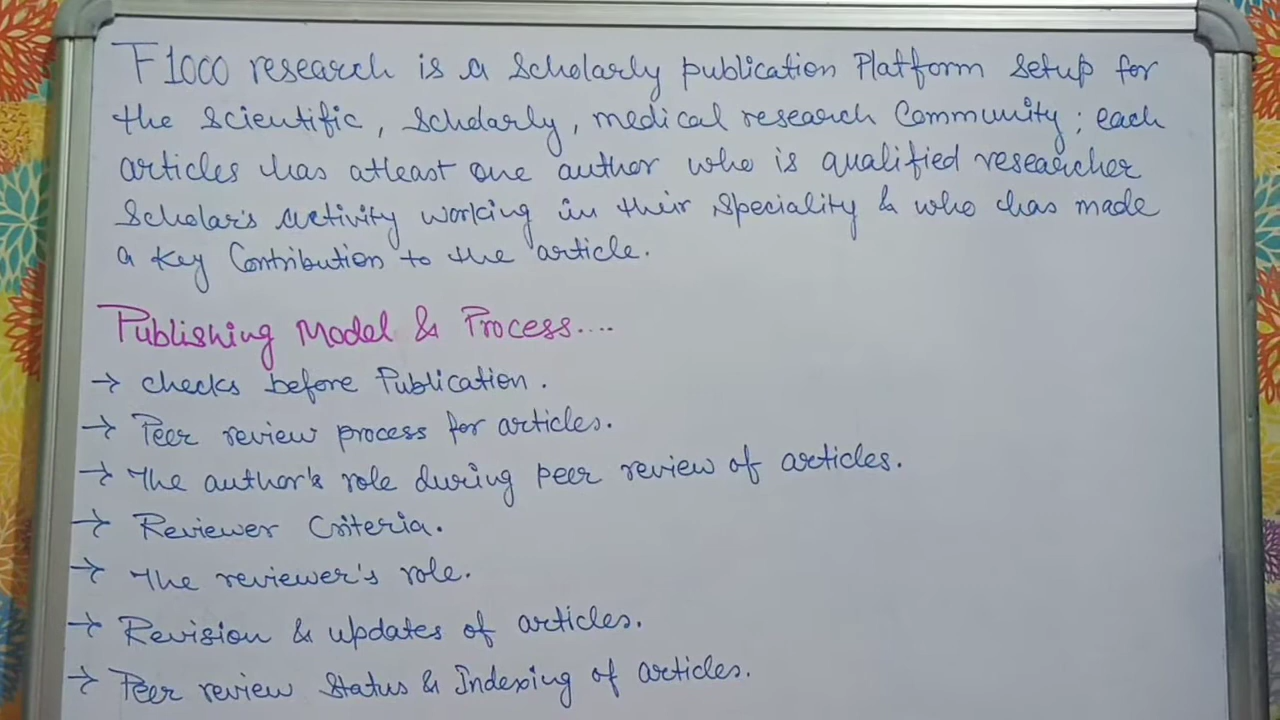 F1000 research is a Scholarly publication Platform setup for
the Scientific, Scholarly, medical research Community; each
articles has atleast one author who is qualified researcher
Scholar's activity working in their speciality & who has made
a key Contribution to the article.
Publishing Model & Process....
→ checks before Publication.
→ Peer review process for articles.
→ The author's role during peer review of articles.
→ Reviewer Criteria.
→ The reviewer's role.
→ Revision & updates of articles.
→ Peer review Status & Indexing of articles.